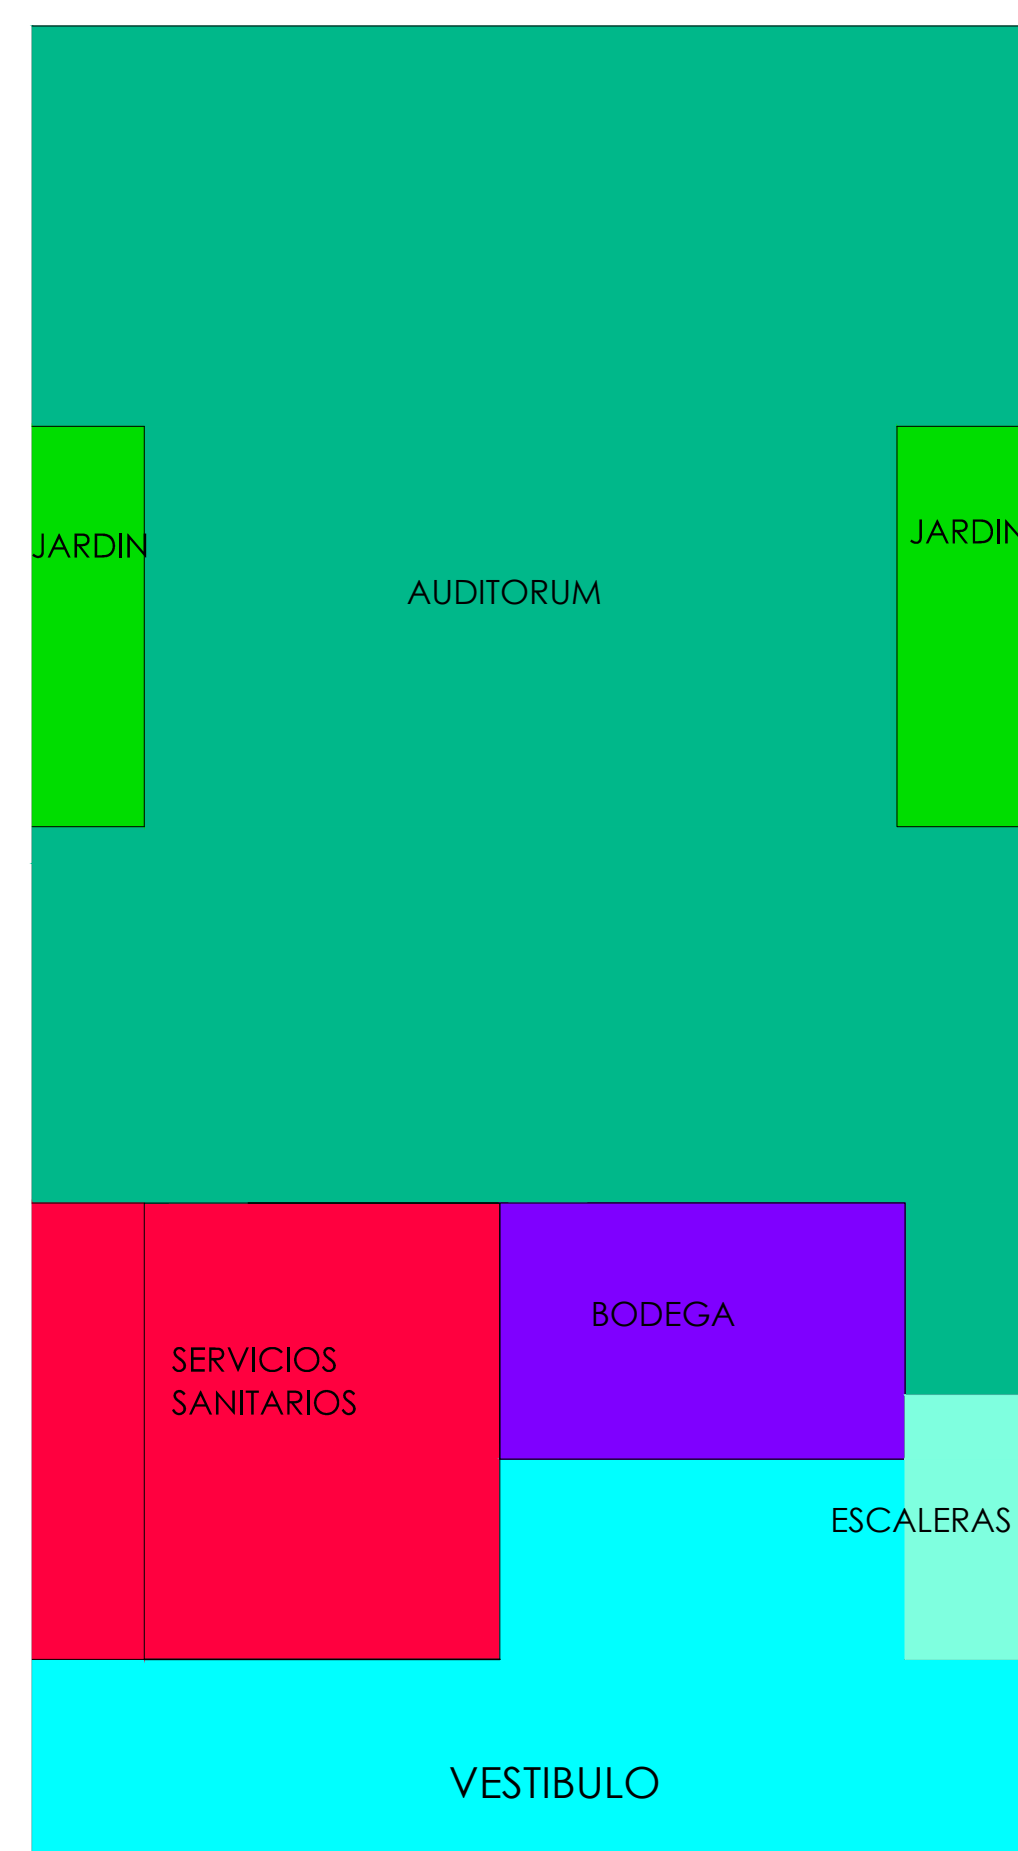 JARDIN
JARDIN
AUDITORUM
BODEGA
SERVICIOS
SANITARIOS
ESCALERAS
VESTIBULO